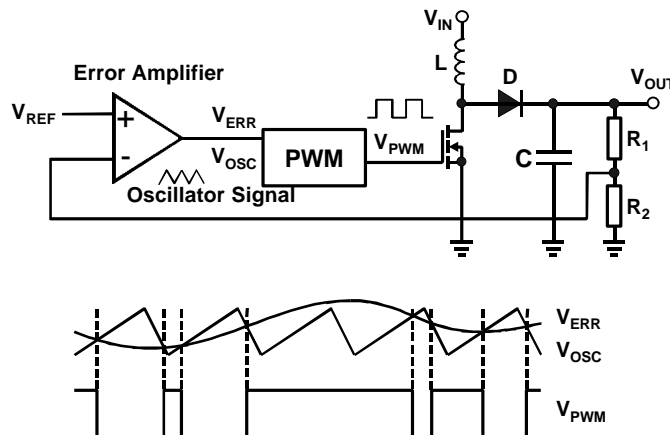 V_IN
L
D
V_OUT
Error Amplifier
V_REF
+
-
V_ERR
V_OSC
PWM
V_PWM
Oscillator Signal
C
R_1
R_2
V_ERR
V_OSC
V_PWM